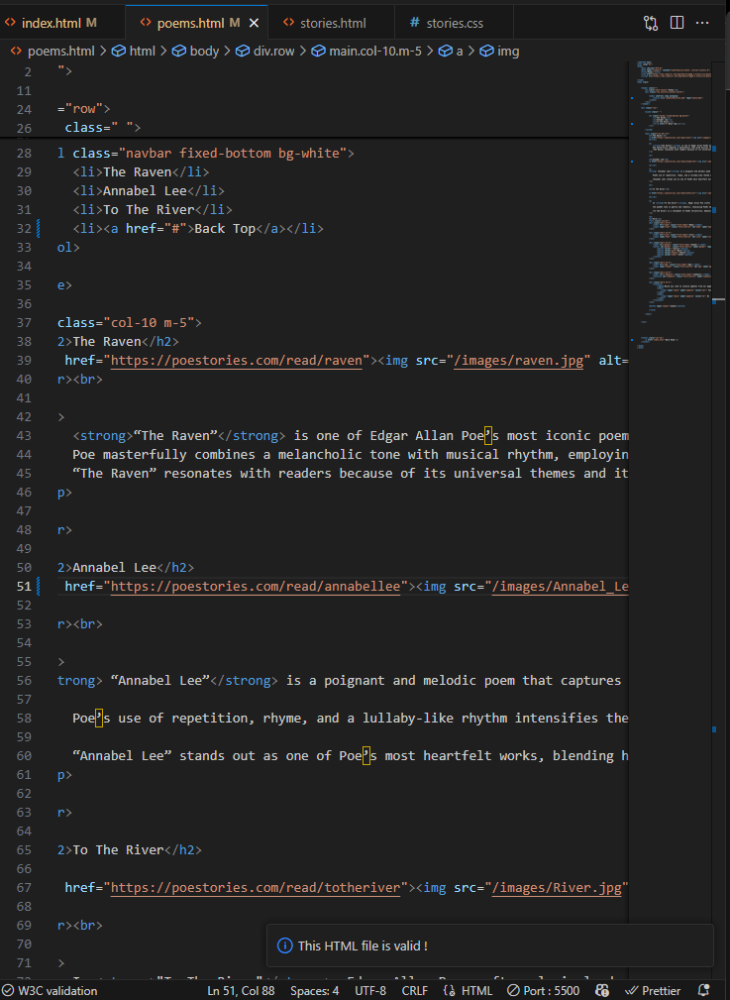 index.html M poems.html M stories.html # stories.css
poems.html > html > body > div.row > main.col-10.m-5 > a > img
2 ">
11
24 ="row">
26 class=" ">
28 l class="navbar fixed-bottom bg-white">
29 <li>The Raven</li>
30 <li>Annabel Lee</li>
31 <li>To The River</li>
32 <li><a href="#">Back Top</a></li>
33 ol>
34
35 e>
36
37 class="col-10 m-5">
38 2>The Raven</h2>
39 href="https://poestories.com/read/raven"><img src="/images/raven.jpg" alt=
40 r><br>
41
42 >
43 <strong>“The Raven”</strong> is one of Edgar Allan Poe’s most iconic poem
44 Poe masterfully combines a melancholic tone with musical rhythm, employin
45 “The Raven” resonates with readers because of its universal themes and it
46 p>
47
48 r>
49
50 2>Annabel Lee</h2>
51 href="https://poestories.com/read/annabellee"><img src="/images/Annabel_Le
52
53 r><br>
54
55 >
56 trong> “Annabel Lee”</strong> is a poignant and melodic poem that captures
57
58 Poe’s use of repetition, rhyme, and a lullaby-like rhythm intensifies the
59
60 “Annabel Lee” stands out as one of Poe’s most heartfelt works, blending h
61 p>
62
63 r>
64
65 2>To The River</h2>
66
67 href="https://poestories.com/read/totheriver"><img src="/images/River.jpg"
68
69 r><br>
70
71 >
This HTML file is valid !
W3C validation Ln 51, Col 88 Spaces: 4 UTF-8 CRLF {} HTML Port : 5500 Prettier